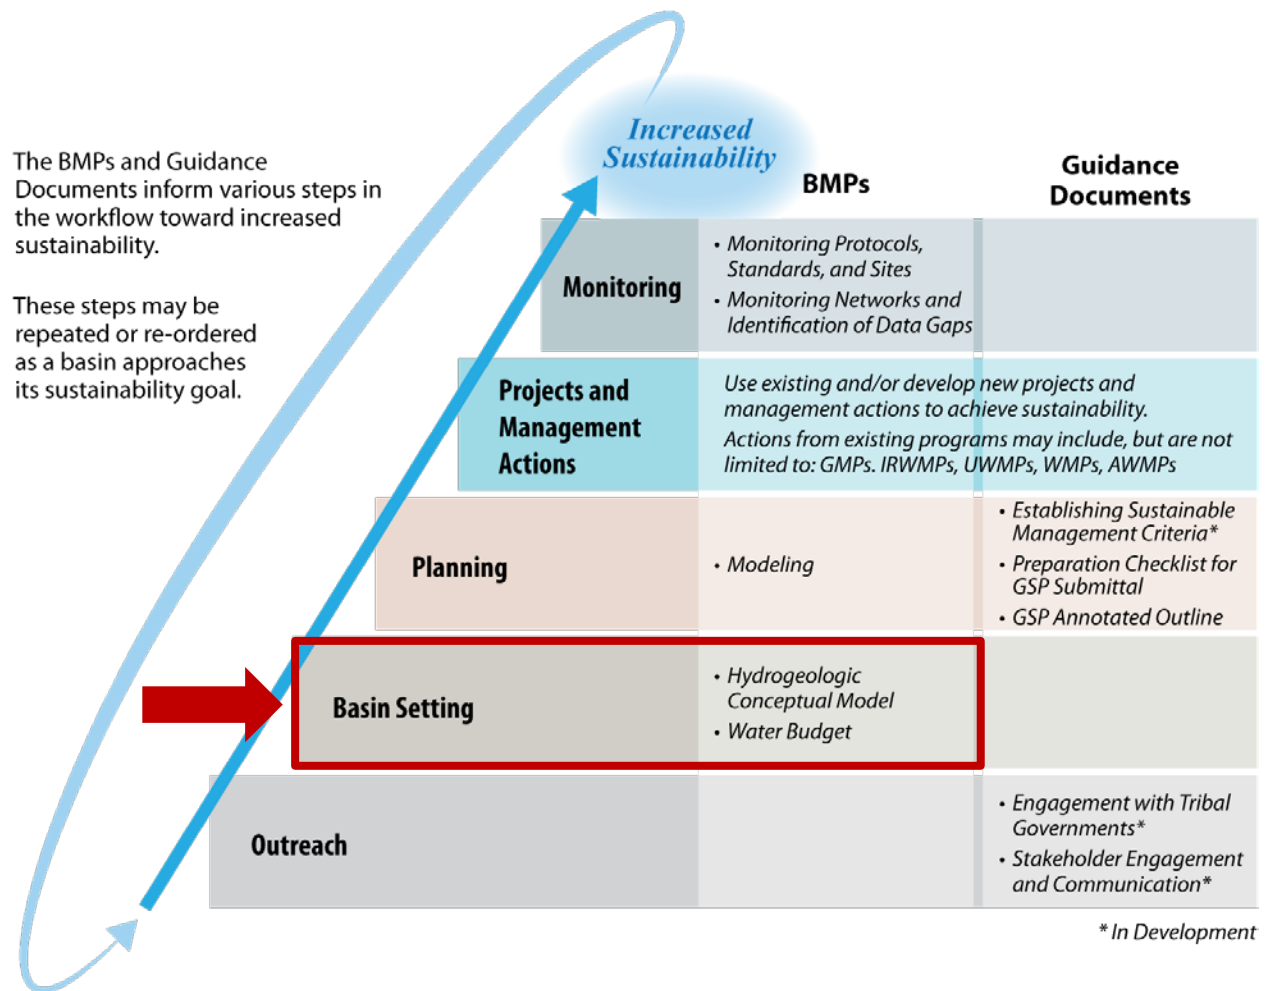 Increased
Sustainability
The BMPs and Guidance
Documents inform various steps in
the workflow toward increased
sustainability.
These steps may be
repeated or re-ordered
as a basin approaches
its sustainability goal.
BMPs
Guidance
Documents
Monitoring
• Monitoring Protocols,
Standards, and Sites
• Monitoring Networks and
Identification of Data Gaps
Projects and
Management
Actions
Use existing and/or develop new projects and
management actions to achieve sustainability.
Actions from existing programs may include, but are not
limited to: GMPs. IRWMPs, UWMPs, WMPs, AWMPs
Planning
• Modeling
• Establishing Sustainable
Management Criteria*
• Preparation Checklist for
GSP Submittal
• GSP Annotated Outline
Basin Setting
• Hydrogeologic
Conceptual Model
• Water Budget
Outreach
• Engagement with Tribal
Governments*
• Stakeholder Engagement
and Communication*
* In Development